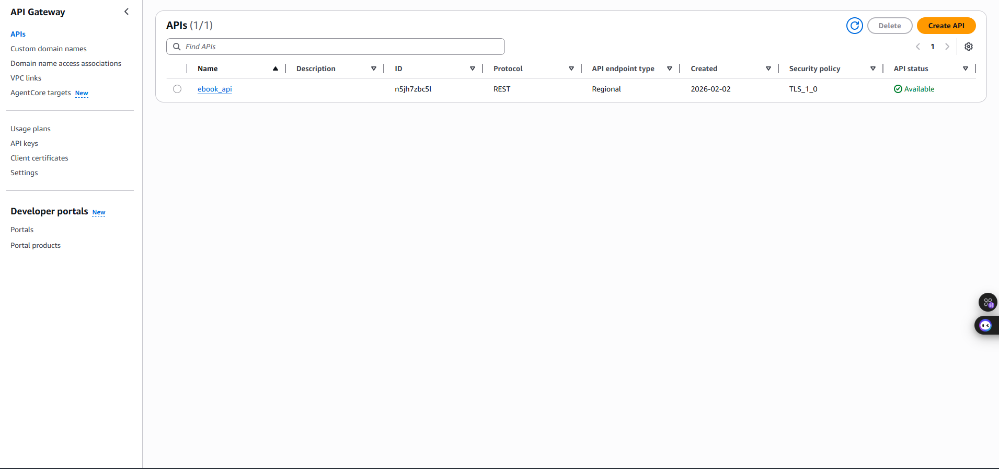 API Gateway
APIs
Custom domain names
Domain name access associations
VPC links
AgentCore targets New
Usage plans
API keys
Client certificates
Settings
Developer portals New
Portals
Portal products
APIs (1/1)
Delete
Create API
Find APIs
1
Name Description ID Protocol API endpoint type Created Security policy API status
ebook_api n5jh7zbc5l REST Regional 2026-02-02 TLS_1_0 Available